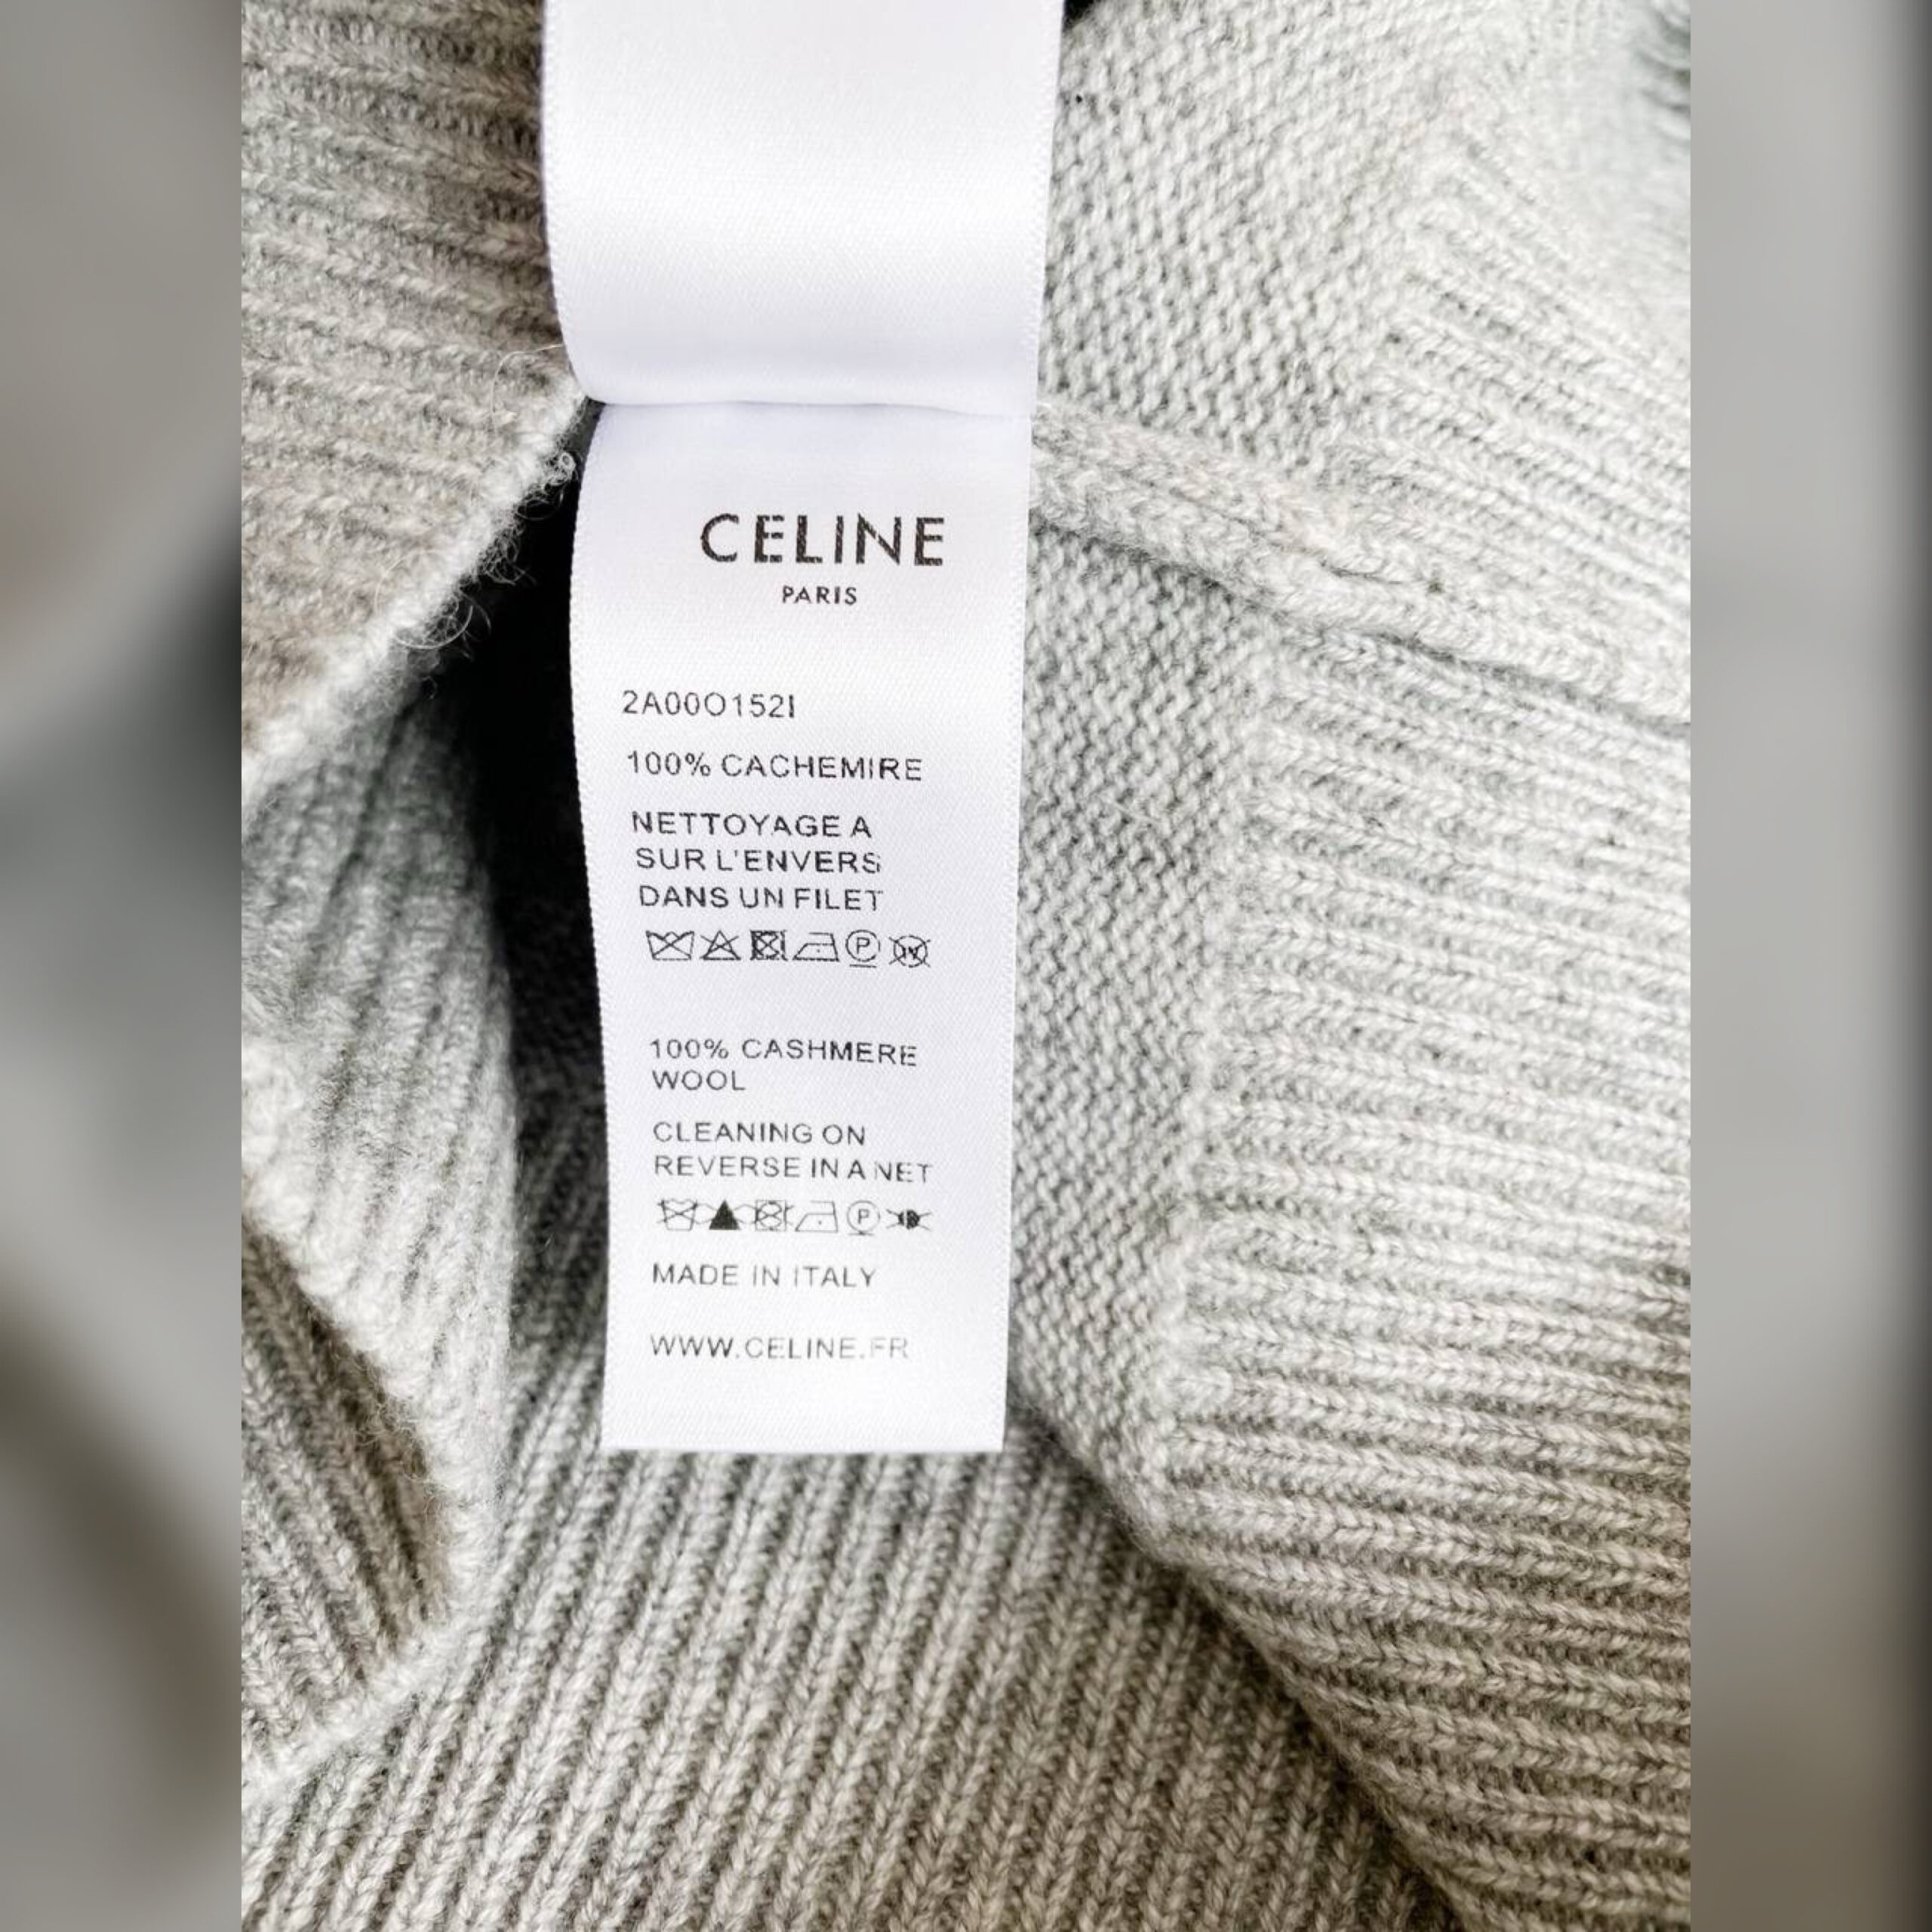 CELINE
PARIS
2A00O152I
100% CACHEMIRE
NETTOYAGE A
SUR L'ENVERS
DANS UN FILET
P
100% CASHMERE
WOOL
CLEANING ON
REVERSE IN A NET
P
MADE IN ITALY
WWW.CELINE.FR